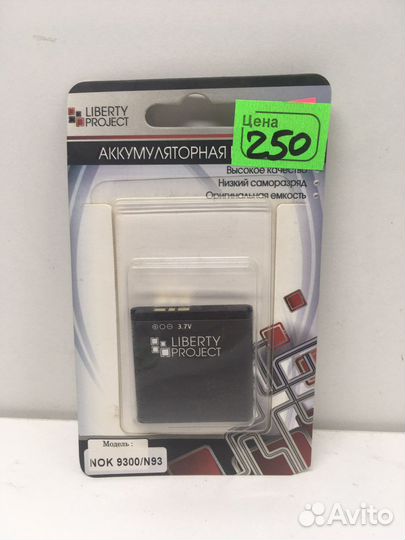 LIBERTY
PROJECT
Цена
250
АККУМУЛЯТОРНАЯ
Высокое качество
Низкий саморазряд
Оригинальная емкость
3.7V
LIBERTY
PROJECT
Модель :
NOK 9300/N93
Avito